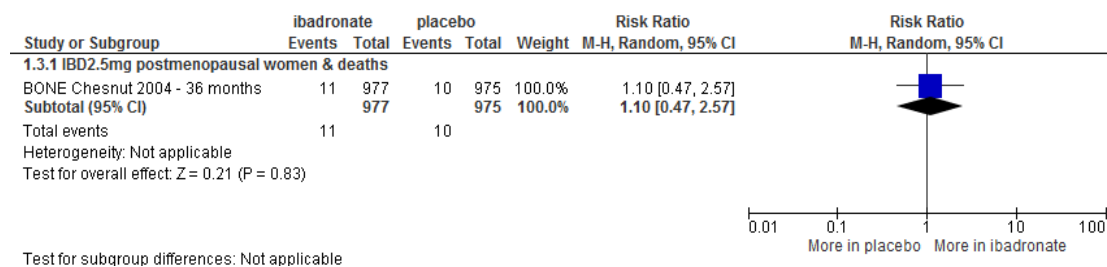 ibadronate placebo Risk Ratio Risk Ratio
Study or Subgroup Events Total Events Total Weight M-H, Random, 95% CI M-H, Random, 95% CI
1.3.1 IBD2.5mg postmenopausal women & deaths
BONE Chesnut 2004 - 36 months 11 977 10 975 100.0% 1.10 [0.47, 2.57]
Subtotal (95% CI) 977 975 100.0% 1.10 [0.47, 2.57]
Total events 11 10
Heterogeneity: Not applicable
Test for overall effect: Z = 0.21 (P = 0.83)
0.01 0.1 1 10 100
More in placebo More in ibadronate
Test for subgroup differences: Not applicable